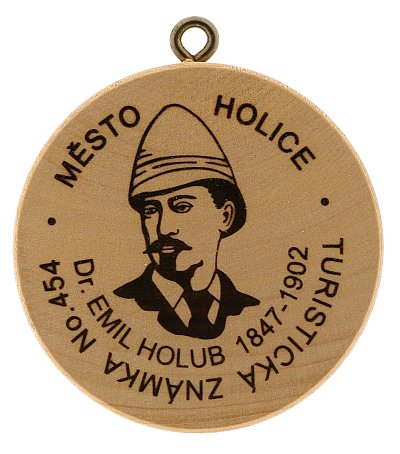 MĚSTO HOLICE
Dr. EMIL HOLUB 1847-1902
TURISTICKÁ ZNÁMKA No.454